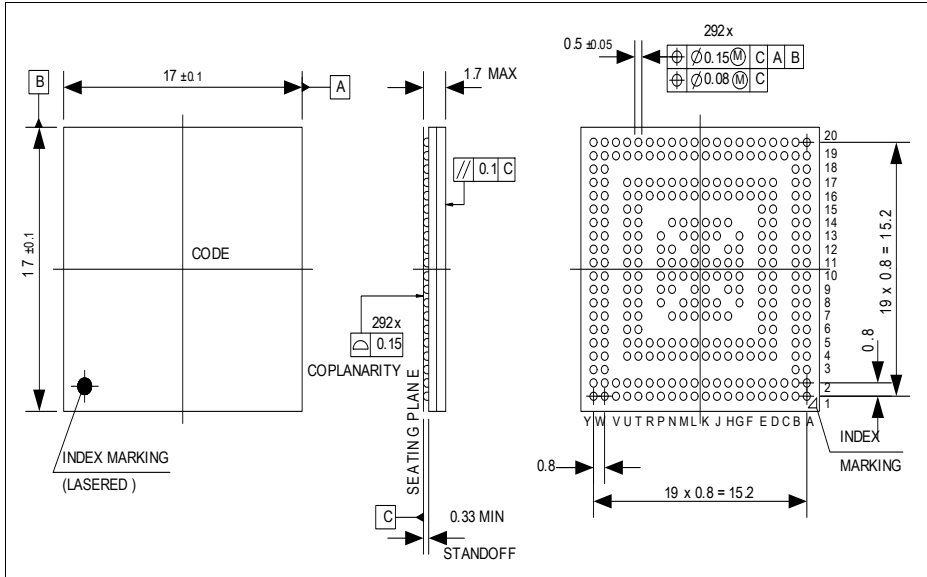 B
17 ±0.1
A
17 ±0.1
CODE
INDEX MARKING
(LASERED )
1.7 MAX
// 0.1 C
292x
⌓ 0.15
COPLANARITY
SEATING PLANE
C
0.33 MIN
STANDOFF
0.5 ±0.05
292x
⌖ Ø0.15 Ⓜ C A B
⌖ Ø0.08 Ⓜ C
20
19
18
17
16
15
14
13
12
11
10
9
8
7
6
5
4
3
2
1
19 x 0.8 = 15.2
0.8
Y W V U T R P N M L K J H G F E D C B A
INDEX
MARKING
0.8
19 x 0.8 = 15.2